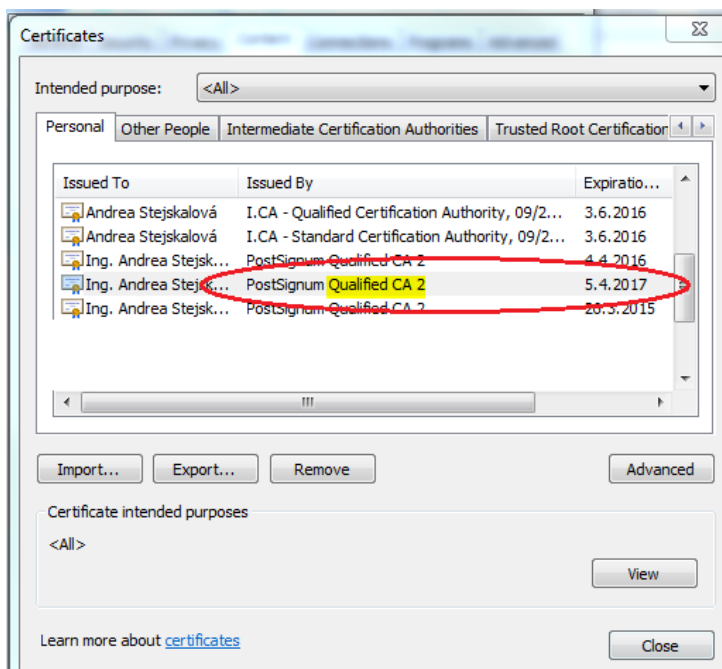 Certificates
Intended purpose: <All>
Personal Other People Intermediate Certification Authorities Trusted Root Certification
Issued To Issued By Expiratio...
Andrea Stejskalová I.CA - Qualified Certification Authority, 09/2... 3.6.2016
Andrea Stejskalová I.CA - Standard Certification Authority, 09/2... 3.6.2016
Ing. Andrea Stejsk... PostSignum Qualified CA 2 4.4.2016
Ing. Andrea Stejsk... PostSignum Qualified CA 2 5.4.2017
Ing. Andrea Stejsk... PostSignum Qualified CA 2 20.3.2015
Import... Export... Remove Advanced
Certificate intended purposes
<All>
View
Learn more about certificates
Close